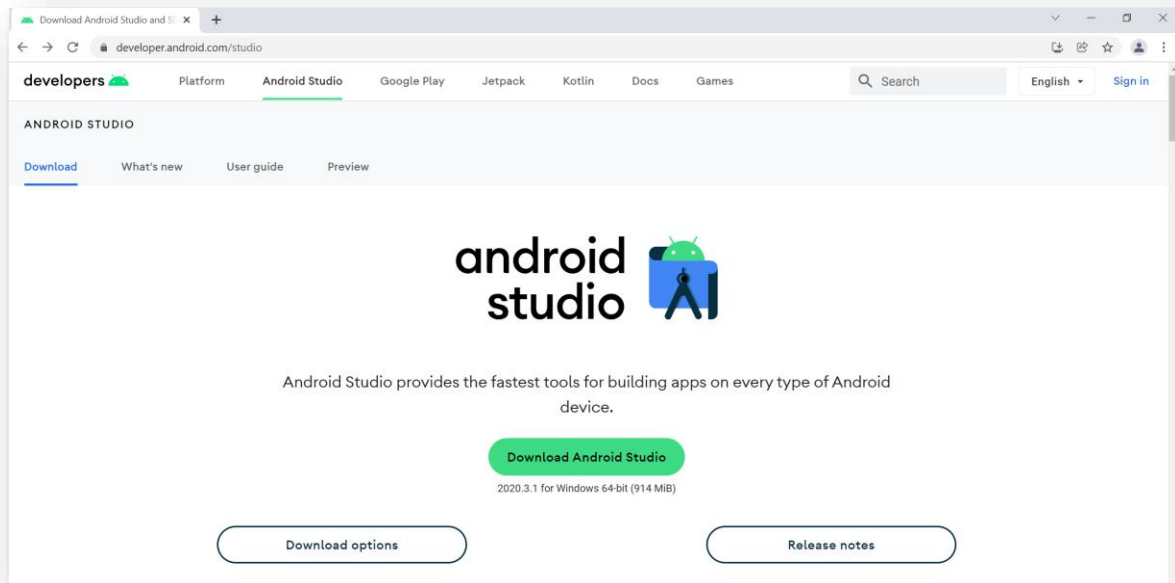 Download Android Studio and S
developer.android.com/studio
developers Platform Android Studio Google Play Jetpack Kotlin Docs Games Search English Sign in
ANDROID STUDIO
Download What's new User guide Preview
android
studio
Android Studio provides the fastest tools for building apps on every type of Android
device.
Download Android Studio
2020.3.1 for Windows 64-bit (914 MiB)
Download options Release notes